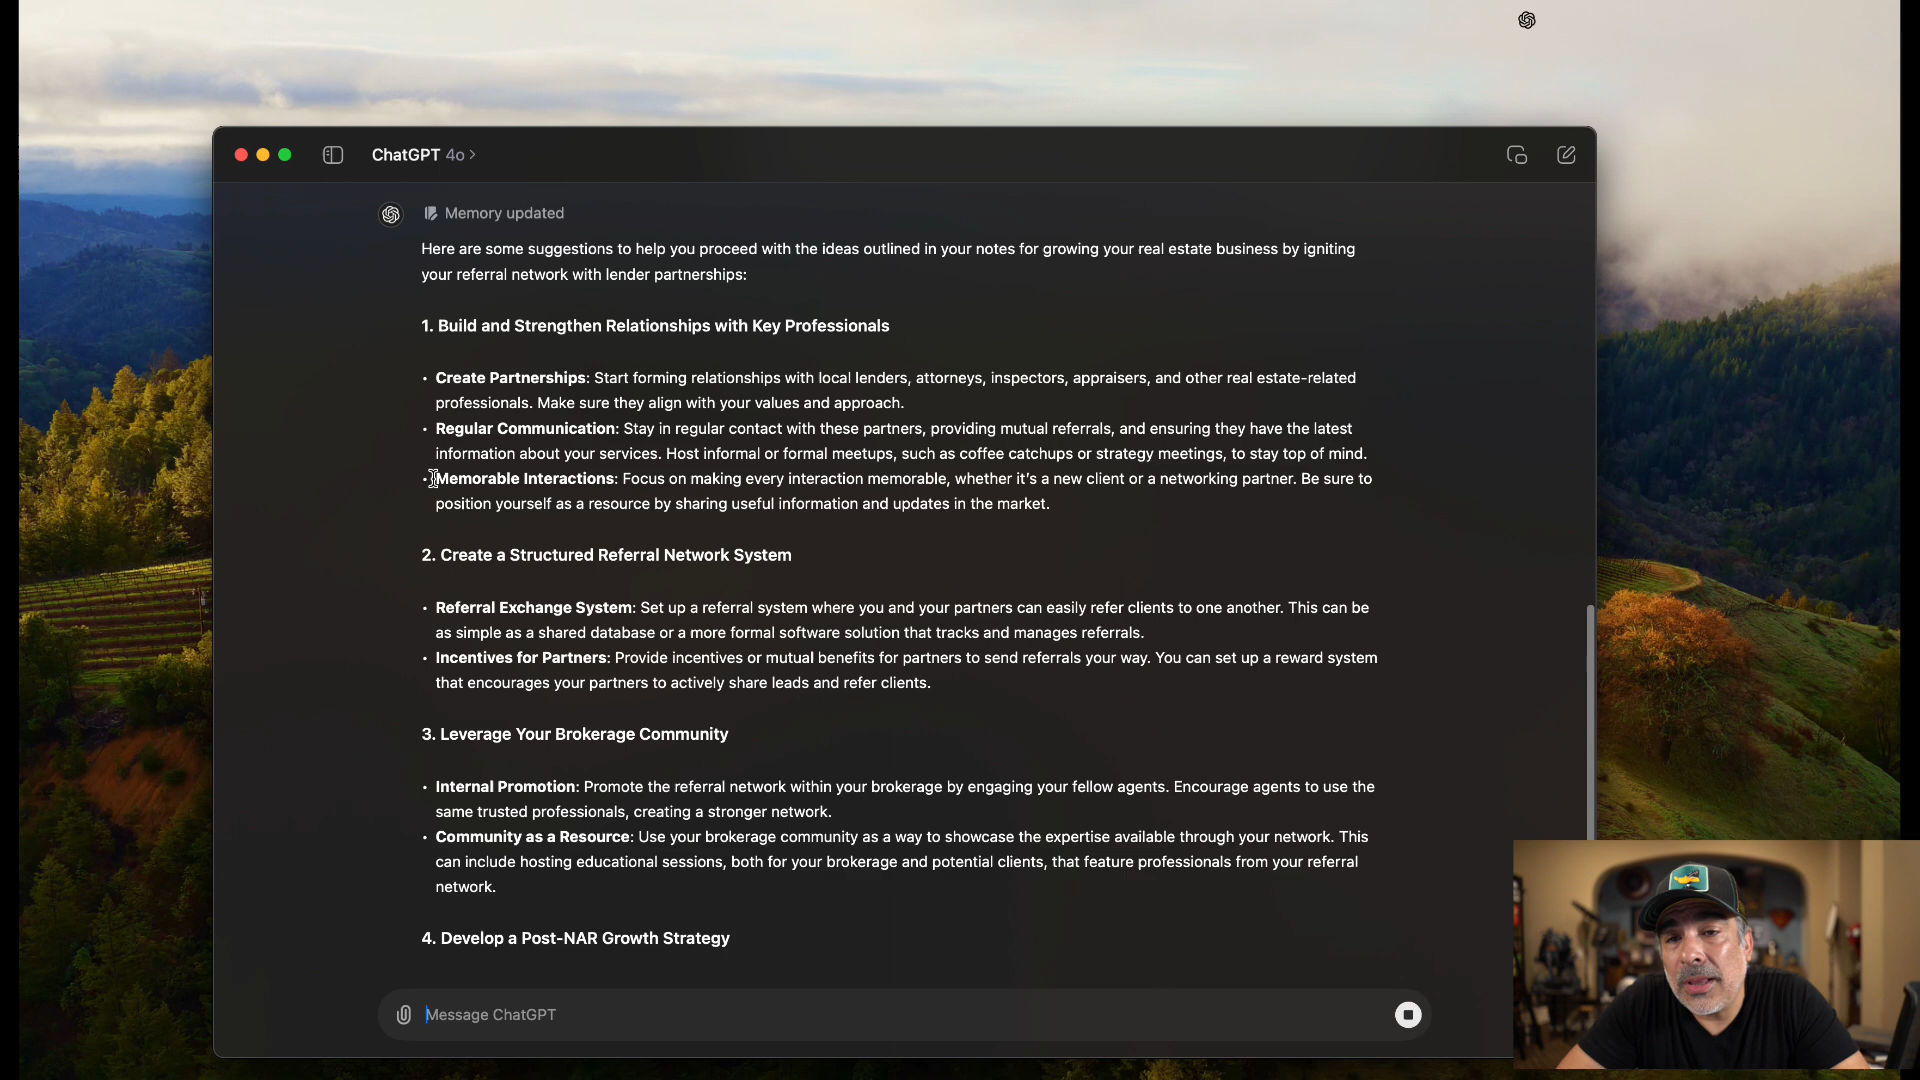 ChatGPT 4o >
Memory updated
Here are some suggestions to help you proceed with the ideas outlined in your notes for growing your real estate business by igniting
your referral network with lender partnerships:
1. Build and Strengthen Relationships with Key Professionals
• Create Partnerships: Start forming relationships with local lenders, attorneys, inspectors, appraisers, and other real estate-related
professionals. Make sure they align with your values and approach.
• Regular Communication: Stay in regular contact with these partners, providing mutual referrals, and ensuring they have the latest
information about your services. Host informal or formal meetups, such as coffee catchups or strategy meetings, to stay top of mind.
• Memorable Interactions: Focus on making every interaction memorable, whether it's a new client or a networking partner. Be sure to
position yourself as a resource by sharing useful information and updates in the market.
2. Create a Structured Referral Network System
• Referral Exchange System: Set up a referral system where you and your partners can easily refer clients to one another. This can be
as simple as a shared database or a more formal software solution that tracks and manages referrals.
• Incentives for Partners: Provide incentives or mutual benefits for partners to send referrals your way. You can set up a reward system
that encourages your partners to actively share leads and refer clients.
3. Leverage Your Brokerage Community
• Internal Promotion: Promote the referral network within your brokerage by engaging your fellow agents. Encourage agents to use the
same trusted professionals, creating a stronger network.
• Community as a Resource: Use your brokerage community as a way to showcase the expertise available through your network. This
can include hosting educational sessions, both for your brokerage and potential clients, that feature professionals from your referral
network.
4. Develop a Post-NAR Growth Strategy
Message ChatGPT